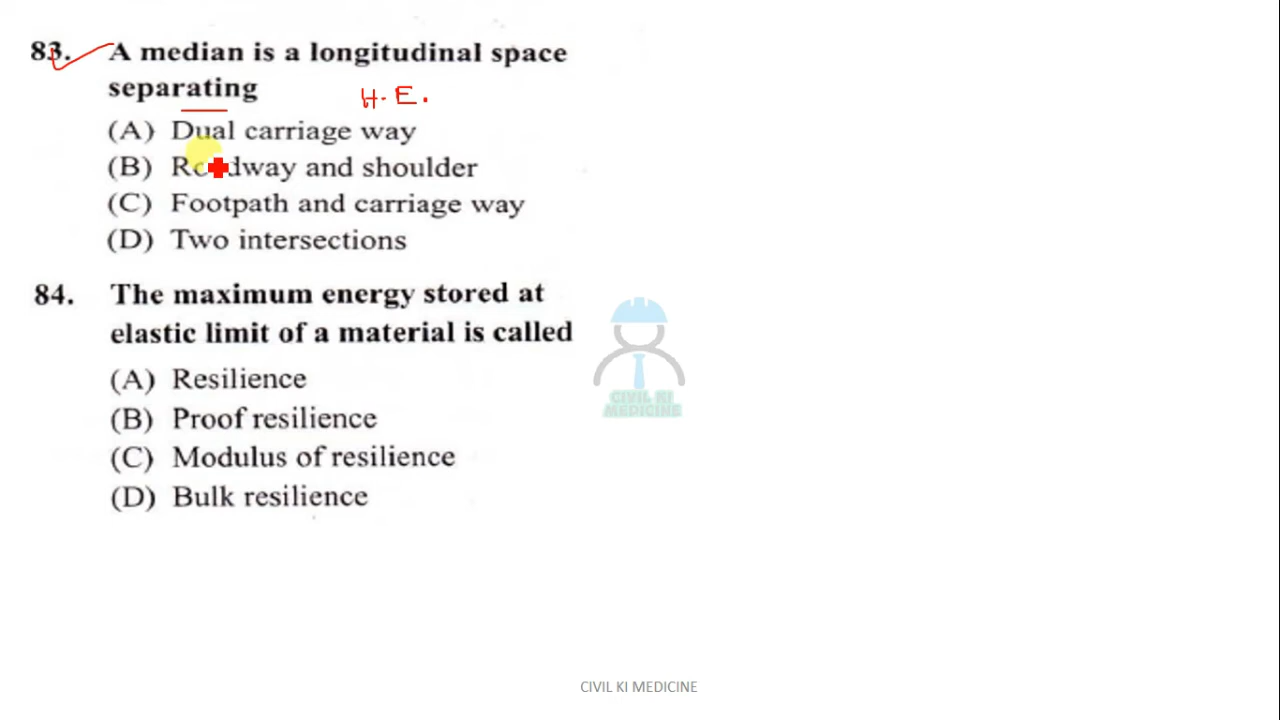 83. A median is a longitudinal space
separating
H.E.
(A) Dual carriage way
(B) Roadway and shoulder
(C) Footpath and carriage way
(D) Two intersections
84. The maximum energy stored at
elastic limit of a material is called
(A) Resilience
(B) Proof resilience
(C) Modulus of resilience
(D) Bulk resilience
CIVIL KI
MEDICINE
CIVIL KI MEDICINE